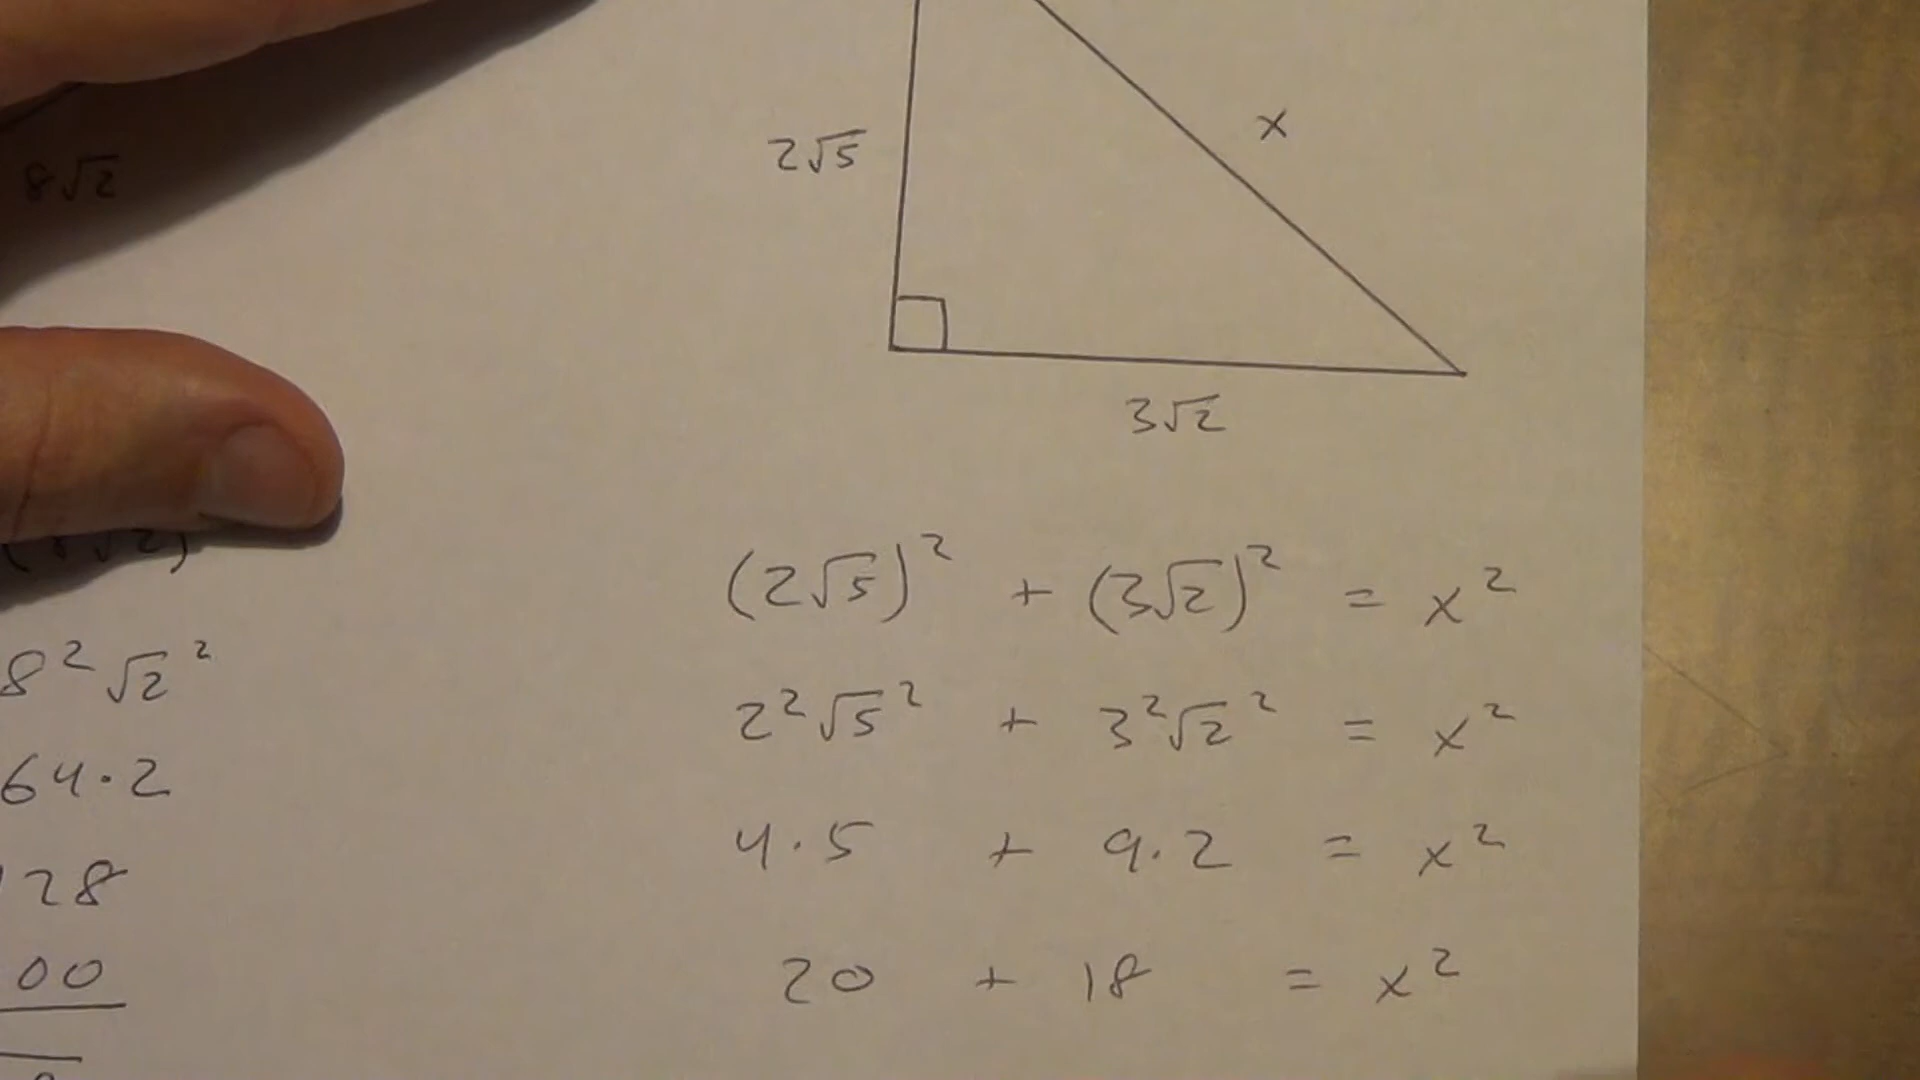 8√2
2√5
x
3√2
(2√5)² + (3√2)² = x²
2²√5² + 3²√2² = x²
4·5 + 9·2 = x²
20 + 18 = x²
8²√2²
64·2
128
00